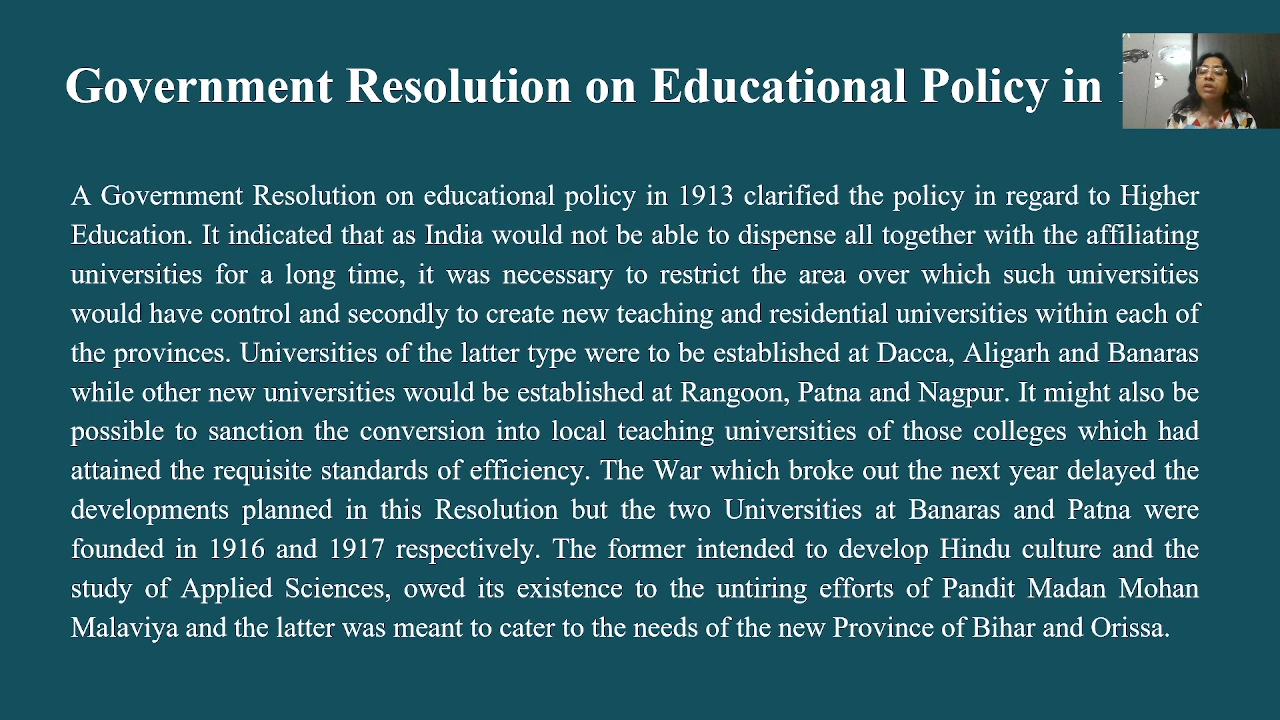 Government Resolution on Educational Policy in
A Government Resolution on educational policy in 1913 clarified the policy in regard to Higher
Education. It indicated that as India would not be able to dispense all together with the affiliating
universities for a long time, it was necessary to restrict the area over which such universities
would have control and secondly to create new teaching and residential universities within each of
the provinces. Universities of the latter type were to be established at Dacca, Aligarh and Banaras
while other new universities would be established at Rangoon, Patna and Nagpur. It might also be
possible to sanction the conversion into local teaching universities of those colleges which had
attained the requisite standards of efficiency. The War which broke out the next year delayed the
developments planned in this Resolution but the two Universities at Banaras and Patna were
founded in 1916 and 1917 respectively. The former intended to develop Hindu culture and the
study of Applied Sciences, owed its existence to the untiring efforts of Pandit Madan Mohan
Malaviya and the latter was meant to cater to the needs of the new Province of Bihar and Orissa.